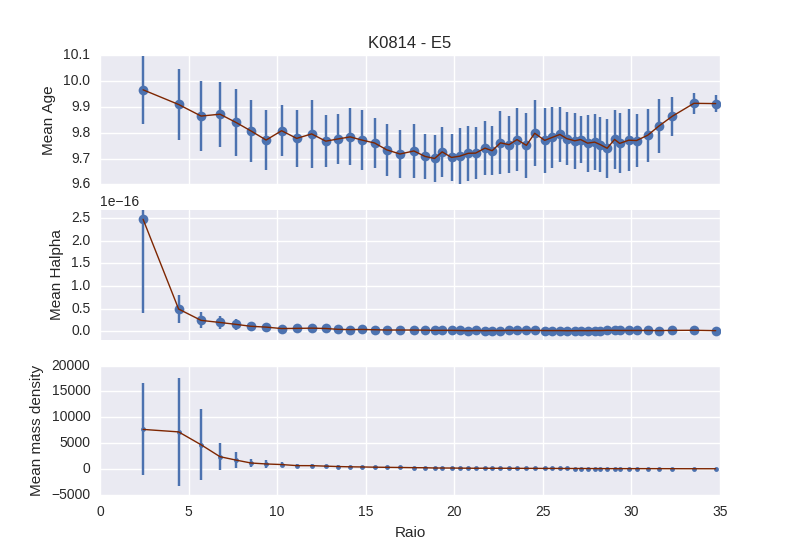 K0814 - E5
10.1
10.0
9.9
9.8
9.7
9.6
Mean Age
1e−16
2.5
2.0
1.5
1.0
0.5
0.0
Mean Halpha
20000
15000
10000
5000
0
−5000
Mean mass density
0 5 10 15 20 25 30 35
Raio